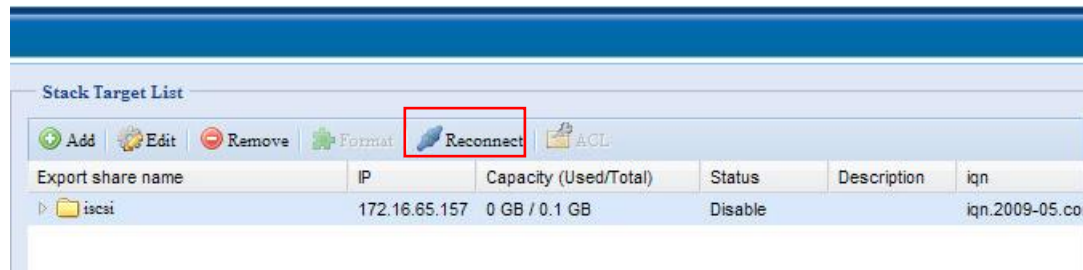 Stack Target List
Add Edit Remove Format Reconnect ACL
Export share name IP Capacity (Used/Total) Status Description iqn
iscsi 172.16.65.157 0 GB / 0.1 GB Disable iqn.2009-05.co